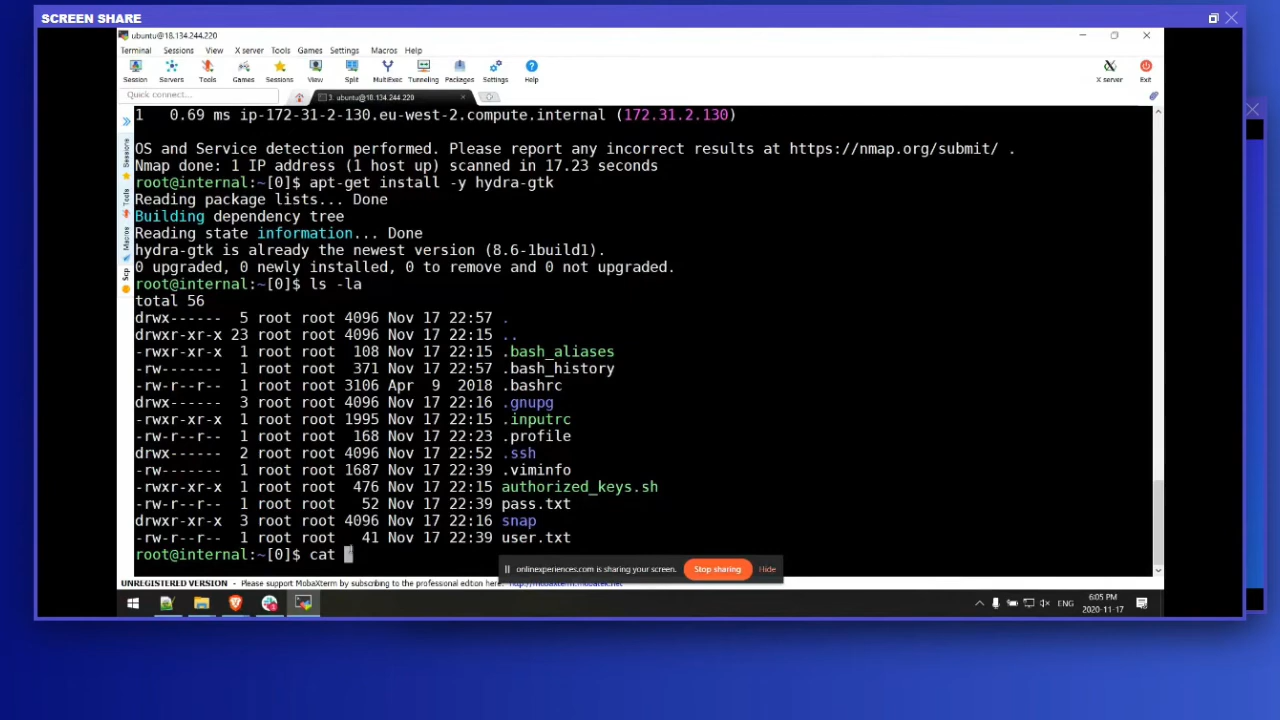 SCREEN SHARE
ubuntu@18.134.244.220
Terminal Sessions View X server Tools Games Settings Macros Help
Session Servers Tools Games Sessions View Split MultiExec Tunneling Packages Settings Help X server Exit
Quick connect...
3. ubuntu@18.134.244.220
Sessions
Tools
Macros
Scp
1   0.69 ms ip-172-31-2-130.eu-west-2.compute.internal (172.31.2.130)
OS and Service detection performed. Please report any incorrect results at https://nmap.org/submit/ .
Nmap done: 1 IP address (1 host up) scanned in 17.23 seconds
root@internal:~[0]$ apt-get install -y hydra-gtk
Reading package lists... Done
Building dependency tree
Reading state information... Done
hydra-gtk is already the newest version (8.6-1build1).
0 upgraded, 0 newly installed, 0 to remove and 0 not upgraded.
root@internal:~[0]$ ls -la
total 56
drwx------  5 root root 4096 Nov 17 22:57 .
drwxr-xr-x 23 root root 4096 Nov 17 22:15 ..
-rwxr-xr-x  1 root root  108 Nov 17 22:15 .bash_aliases
-rw-------  1 root root  371 Nov 17 22:57 .bash_history
-rw-r--r--  1 root root 3106 Apr  9  2018 .bashrc
drwx------  3 root root 4096 Nov 17 22:16 .gnupg
-rwxr-xr-x  1 root root 1995 Nov 17 22:15 .inputrc
-rw-r--r--  1 root root  168 Nov 17 22:23 .profile
drwx------  2 root root 4096 Nov 17 22:52 .ssh
-rw-------  1 root root 1687 Nov 17 22:39 .viminfo
-rwxr-xr-x  1 root root  476 Nov 17 22:15 authorized_keys.sh
-rw-r--r--  1 root root   52 Nov 17 22:39 pass.txt
drwxr-xr-x  3 root root 4096 Nov 17 22:16 snap
-rw-r--r--  1 root root   41 Nov 17 22:39 user.txt
root@internal:~[0]$ cat
onlinexperiences.com is sharing your screen. Stop sharing Hide
UNREGISTERED VERSION - Please support MobaXterm by subscribing to the professional edition here: http://mobaxterm.mobatek.net
ENG
6:05 PM
2020-11-17